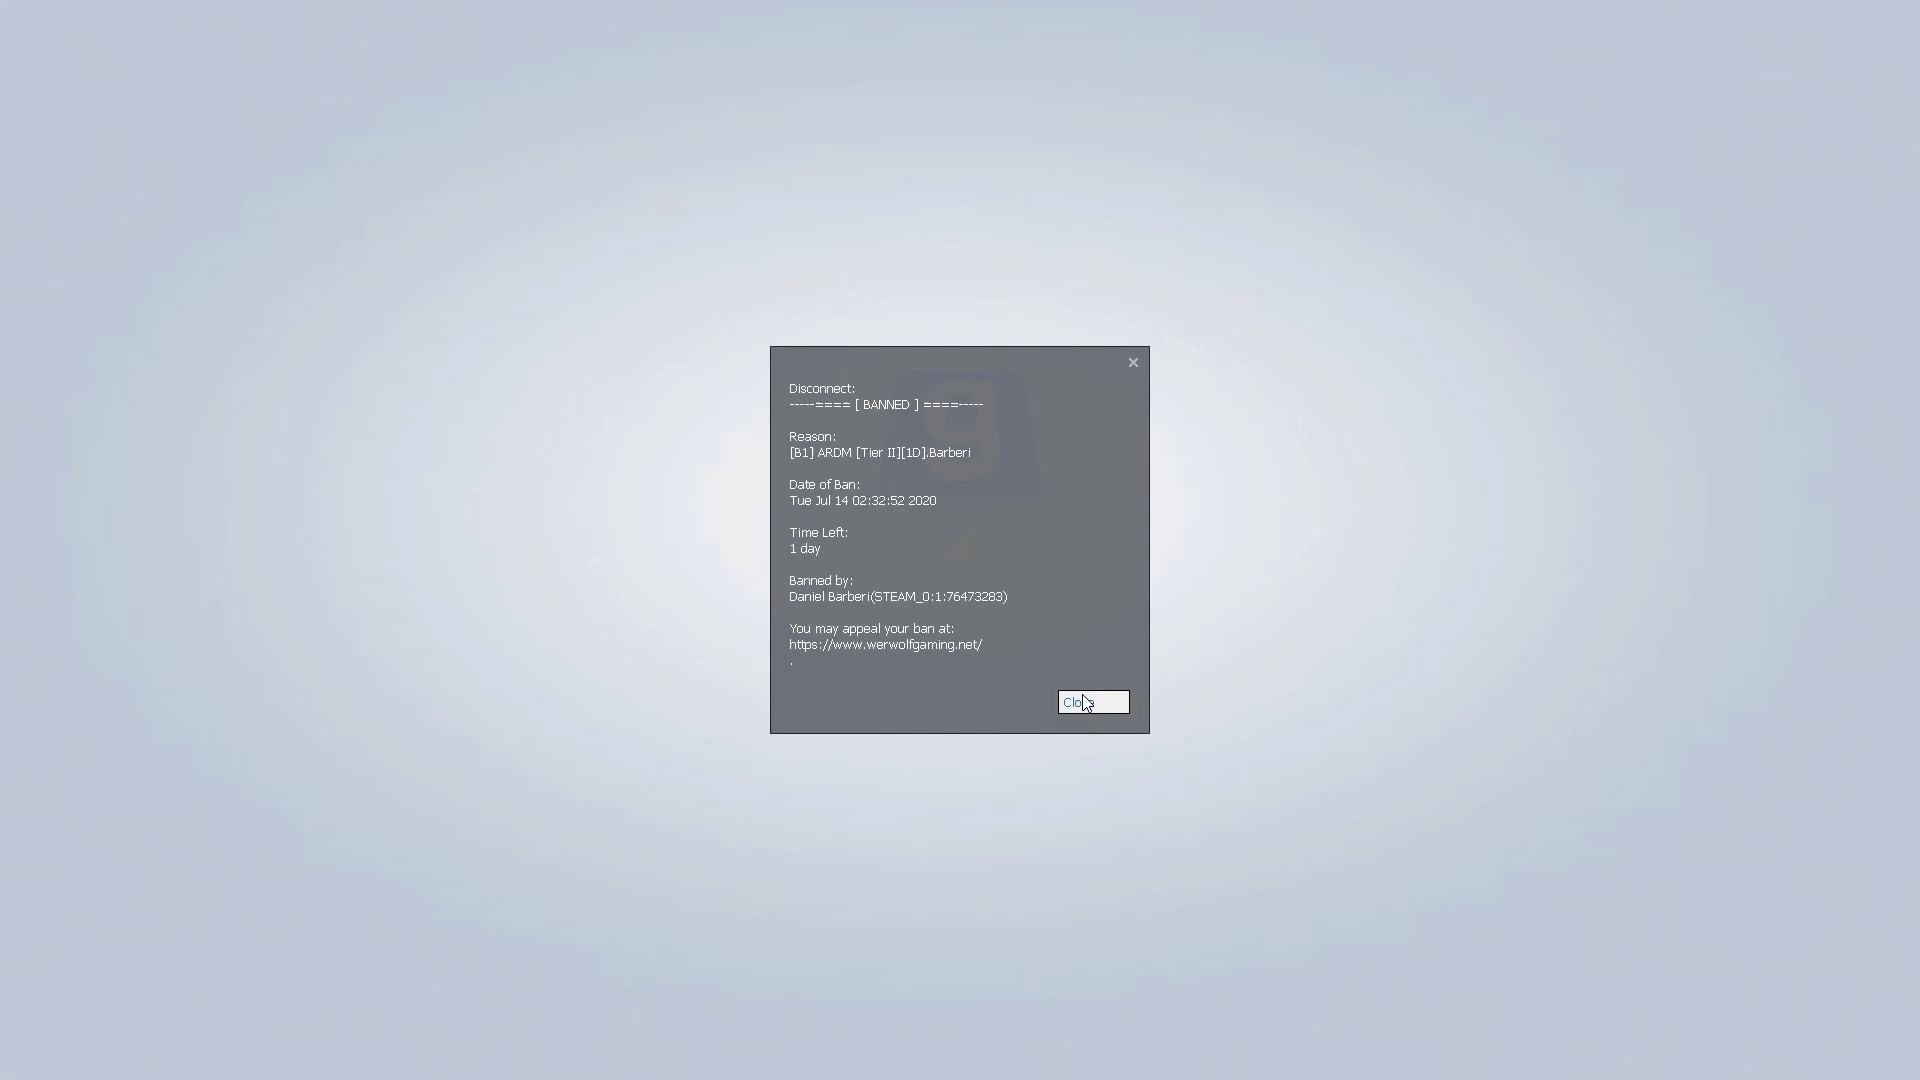 Disconnect:
-----==== [ BANNED ] ====-----
Reason:
[B1] ARDM [Tier II][1D].Barberi
Date of Ban:
Tue Jul 14 02:32:52 2020
Time Left:
1 day
Banned by:
Daniel Barberi(STEAM_0:1:76473283)
You may appeal your ban at:
https://www.werwolfgaming.net/
.
Close